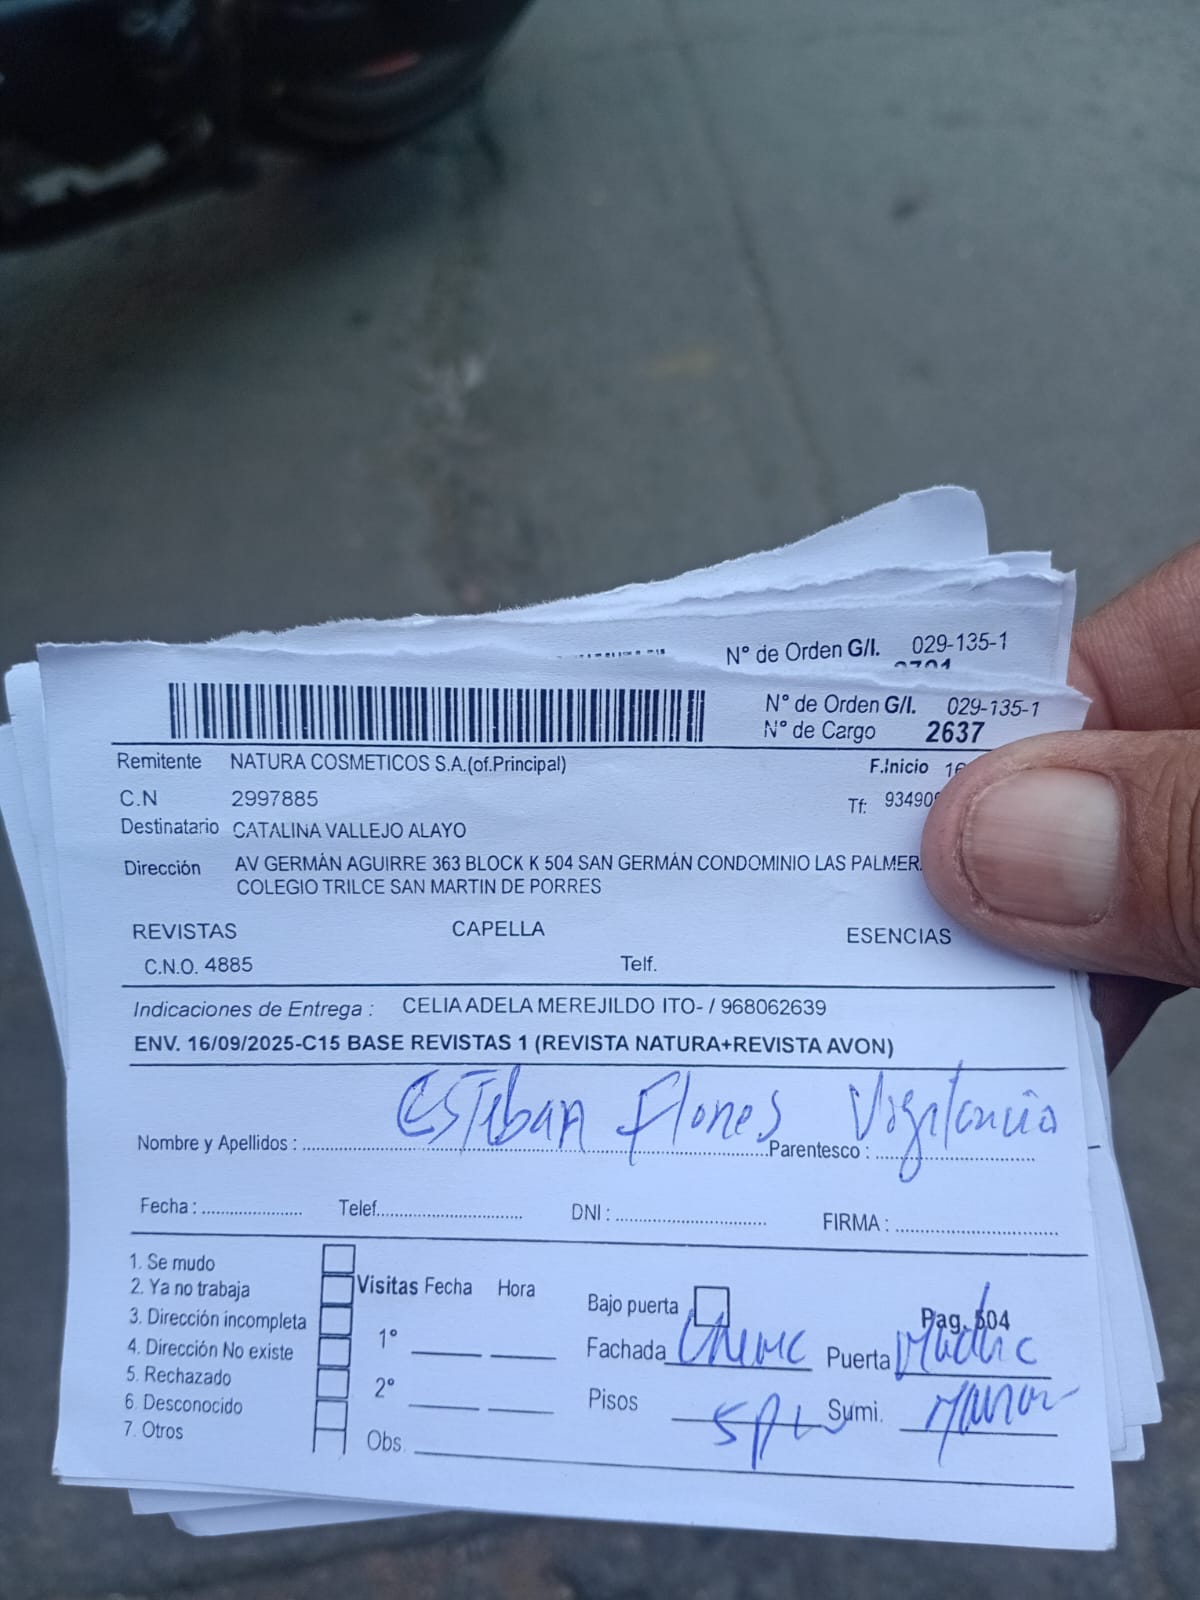 N° de Orden G/I. 029-135-1
N° de Orden G/I. 029-135-1
N° de Cargo 2637
Remitente NATURA COSMETICOS S.A.(of.Principal)
F.Inicio 16
C.N 2997885
Tf: 93490
Destinatario CATALINA VALLEJO ALAYO
Dirección AV GERMÁN AGUIRRE 363 BLOCK K 504 SAN GERMÁN CONDOMINIO LAS PALMER
COLEGIO TRILCE SAN MARTIN DE PORRES
REVISTAS CAPELLA ESENCIAS
C.N.O. 4885 Telf.
Indicaciones de Entrega : CELIA ADELA MEREJILDO ITO- / 968062639
ENV. 16/09/2025-C15 BASE REVISTAS 1 (REVISTA NATURA+REVISTA AVON)
Nombre y Apellidos : Esteban Flores Parentesco : Vigilancia
Fecha : Telef. DNI : FIRMA :
1. Se mudo
2. Ya no trabaja
3. Dirección incompleta
4. Dirección No existe
5. Rechazado
6. Desconocido
7. Otros
Visitas Fecha Hora
1°
2°
Obs.
Bajo puerta Pag. 504
Fachada Puerta
Pisos Sumi.